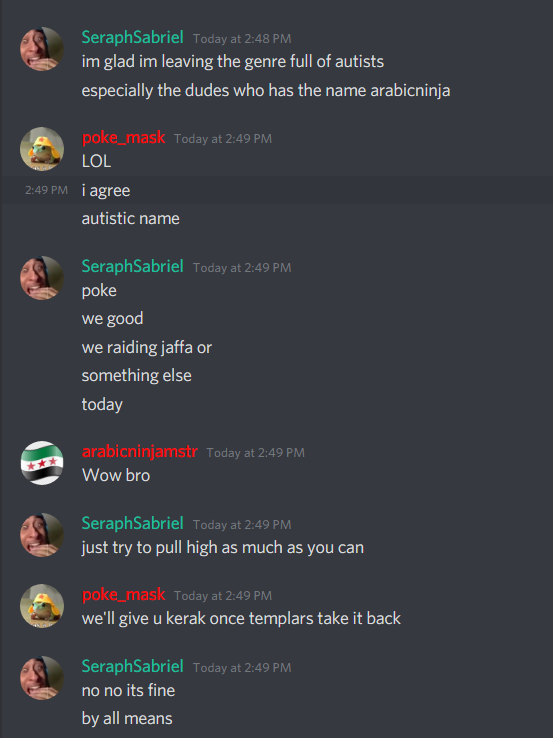 SeraphSabriel Today at 2:48 PM
im glad im leaving the genre full of autists
especially the dudes who has the name arabicninja
poke_mask Today at 2:49 PM
LOL
2:49 PM i agree
autistic name
SeraphSabriel Today at 2:49 PM
poke
we good
we raiding jaffa or
something else
today
arabicninjamstr Today at 2:49 PM
Wow bro
SeraphSabriel Today at 2:49 PM
just try to pull high as much as you can
poke_mask Today at 2:49 PM
we'll give u kerak once templars take it back
SeraphSabriel Today at 2:49 PM
no no its fine
by all means